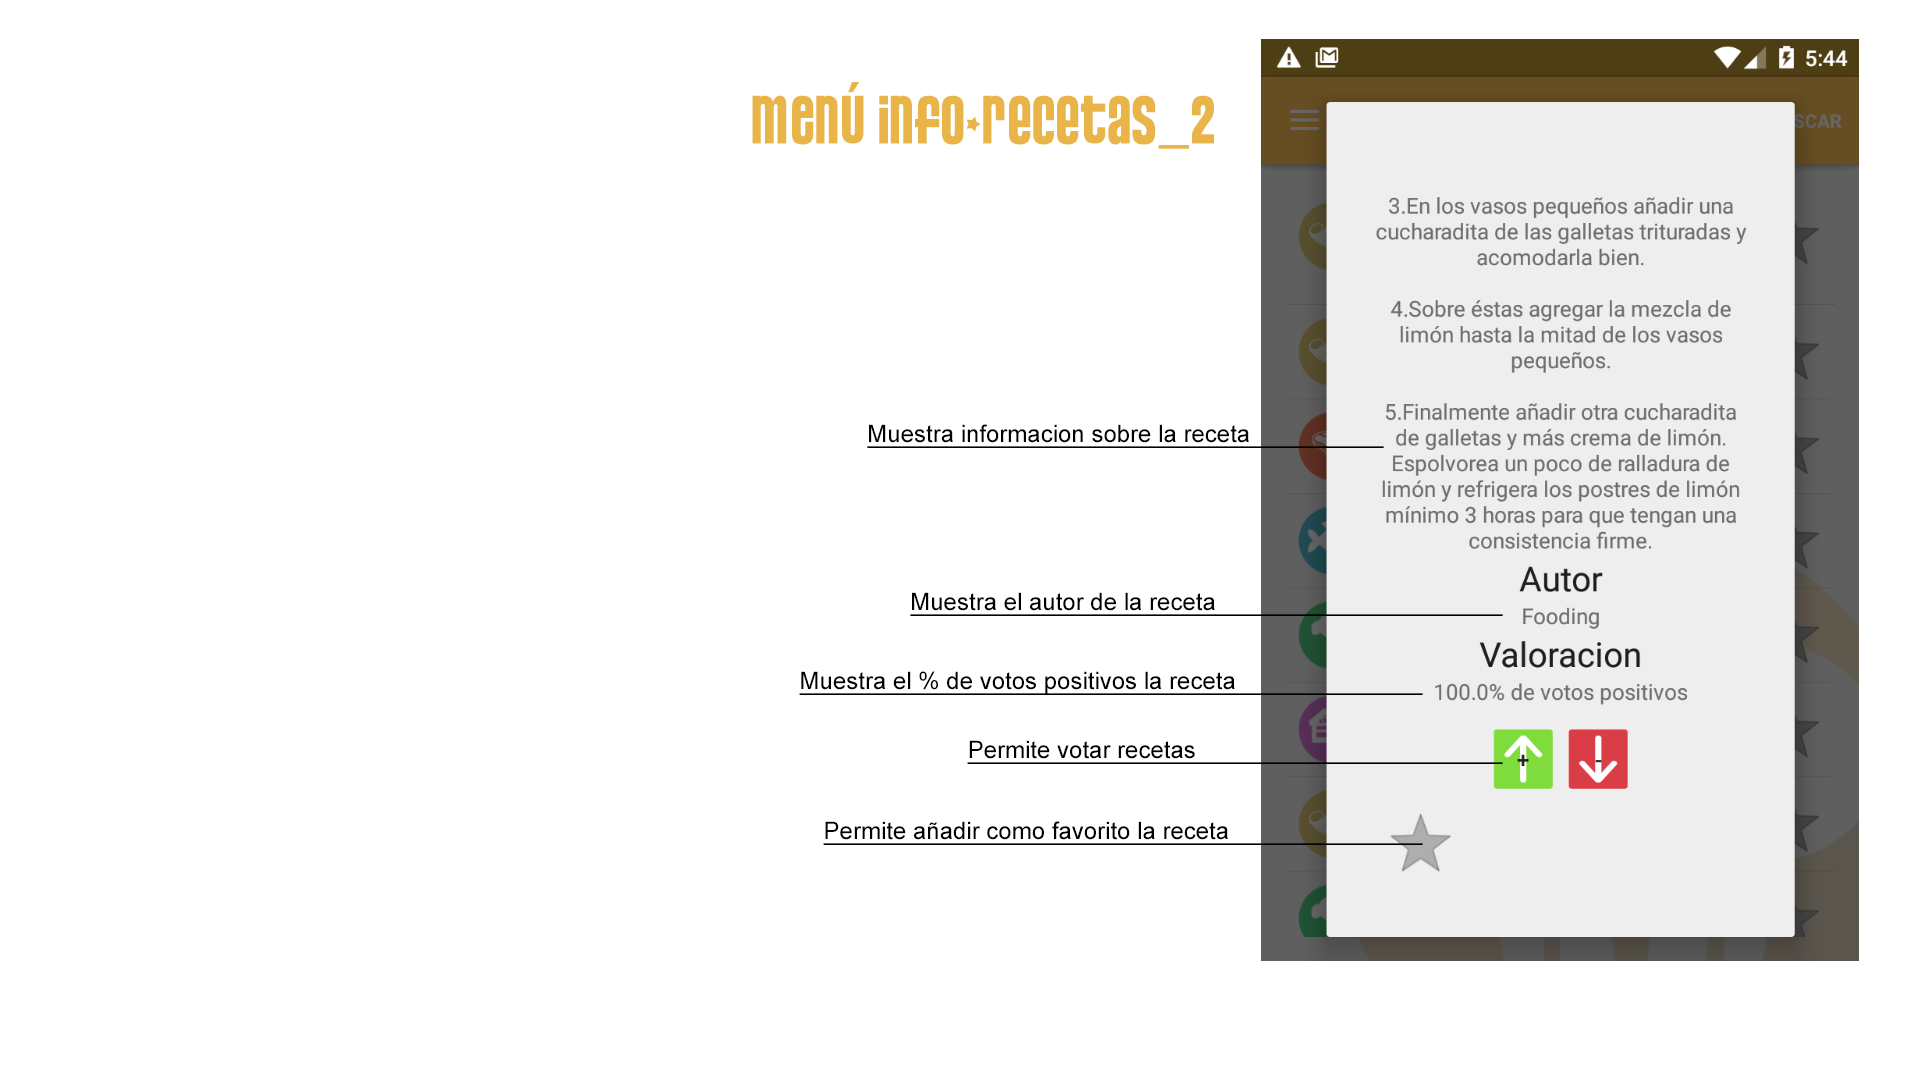 menú info·recetas_2
5:44
SCAR
3.En los vasos pequeños añadir una
cucharadita de las galletas trituradas y
acomodarla bien.
4.Sobre éstas agregar la mezcla de
limón hasta la mitad de los vasos
pequeños.
5.Finalmente añadir otra cucharadita
de galletas y más crema de limón.
Espolvorea un poco de ralladura de
limón y refrigera los postres de limón
mínimo 3 horas para que tengan una
consistencia firme.
Autor
Fooding
Valoracion
100.0% de votos positivos
+
-
Muestra informacion sobre la receta
Muestra el autor de la receta
Muestra el % de votos positivos la receta
Permite votar recetas
Permite añadir como favorito la receta